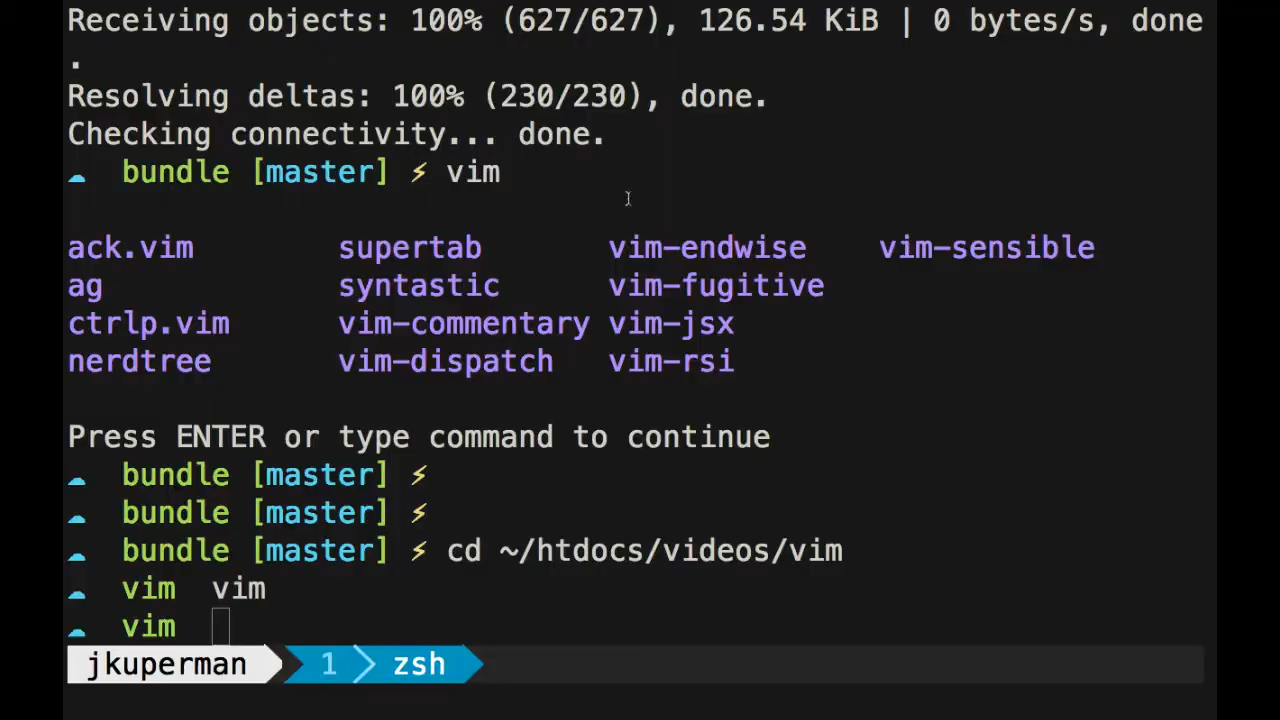 Receiving objects: 100% (627/627), 126.54 KiB | 0 bytes/s, done
.
Resolving deltas: 100% (230/230), done.
Checking connectivity... done.
bundle [master] ⚡ vim
ack.vim supertab vim-endwise vim-sensible
ag syntastic vim-fugitive
ctrlp.vim vim-commentary vim-jsx
nerdtree vim-dispatch vim-rsi
Press ENTER or type command to continue
bundle [master] ⚡
bundle [master] ⚡
bundle [master] ⚡ cd ~/htdocs/videos/vim
vim vim
vim
jkuperman 1 zsh